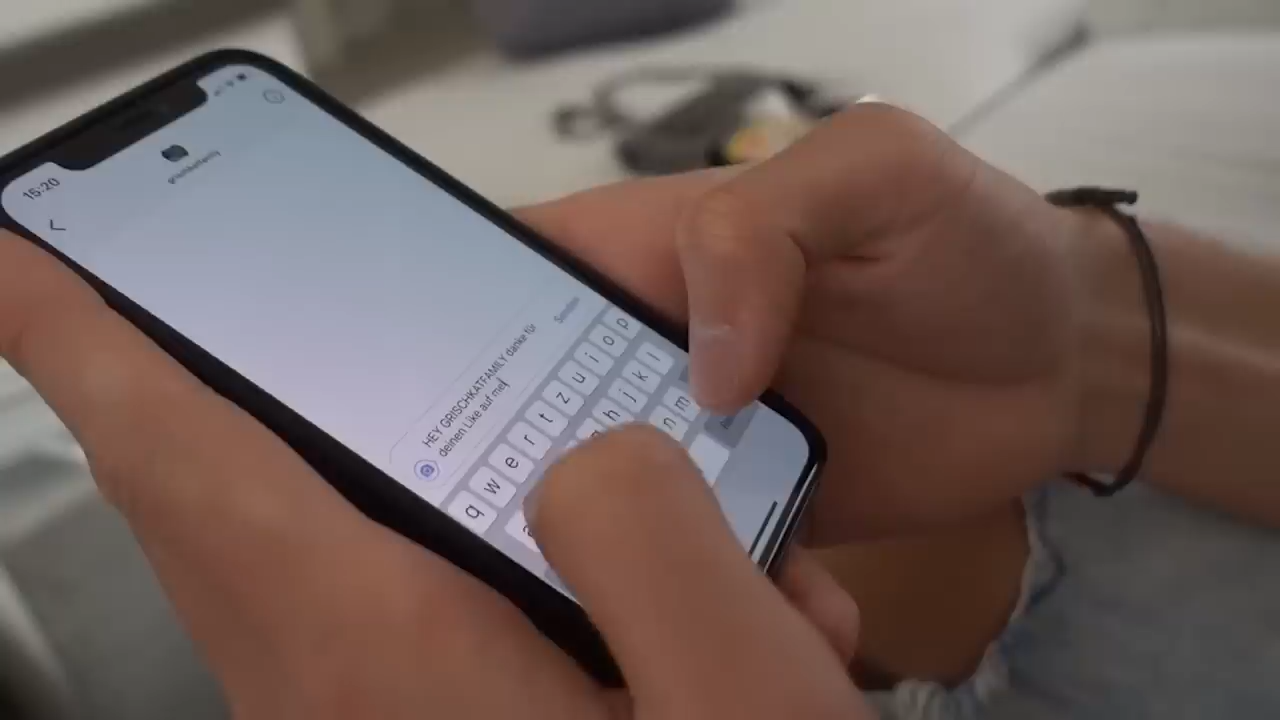 15:20
HEY GRISCHKATFAMILY danke für
deinen Like auf mei
Senden
q w e r t z u i o p
h j k l
n m